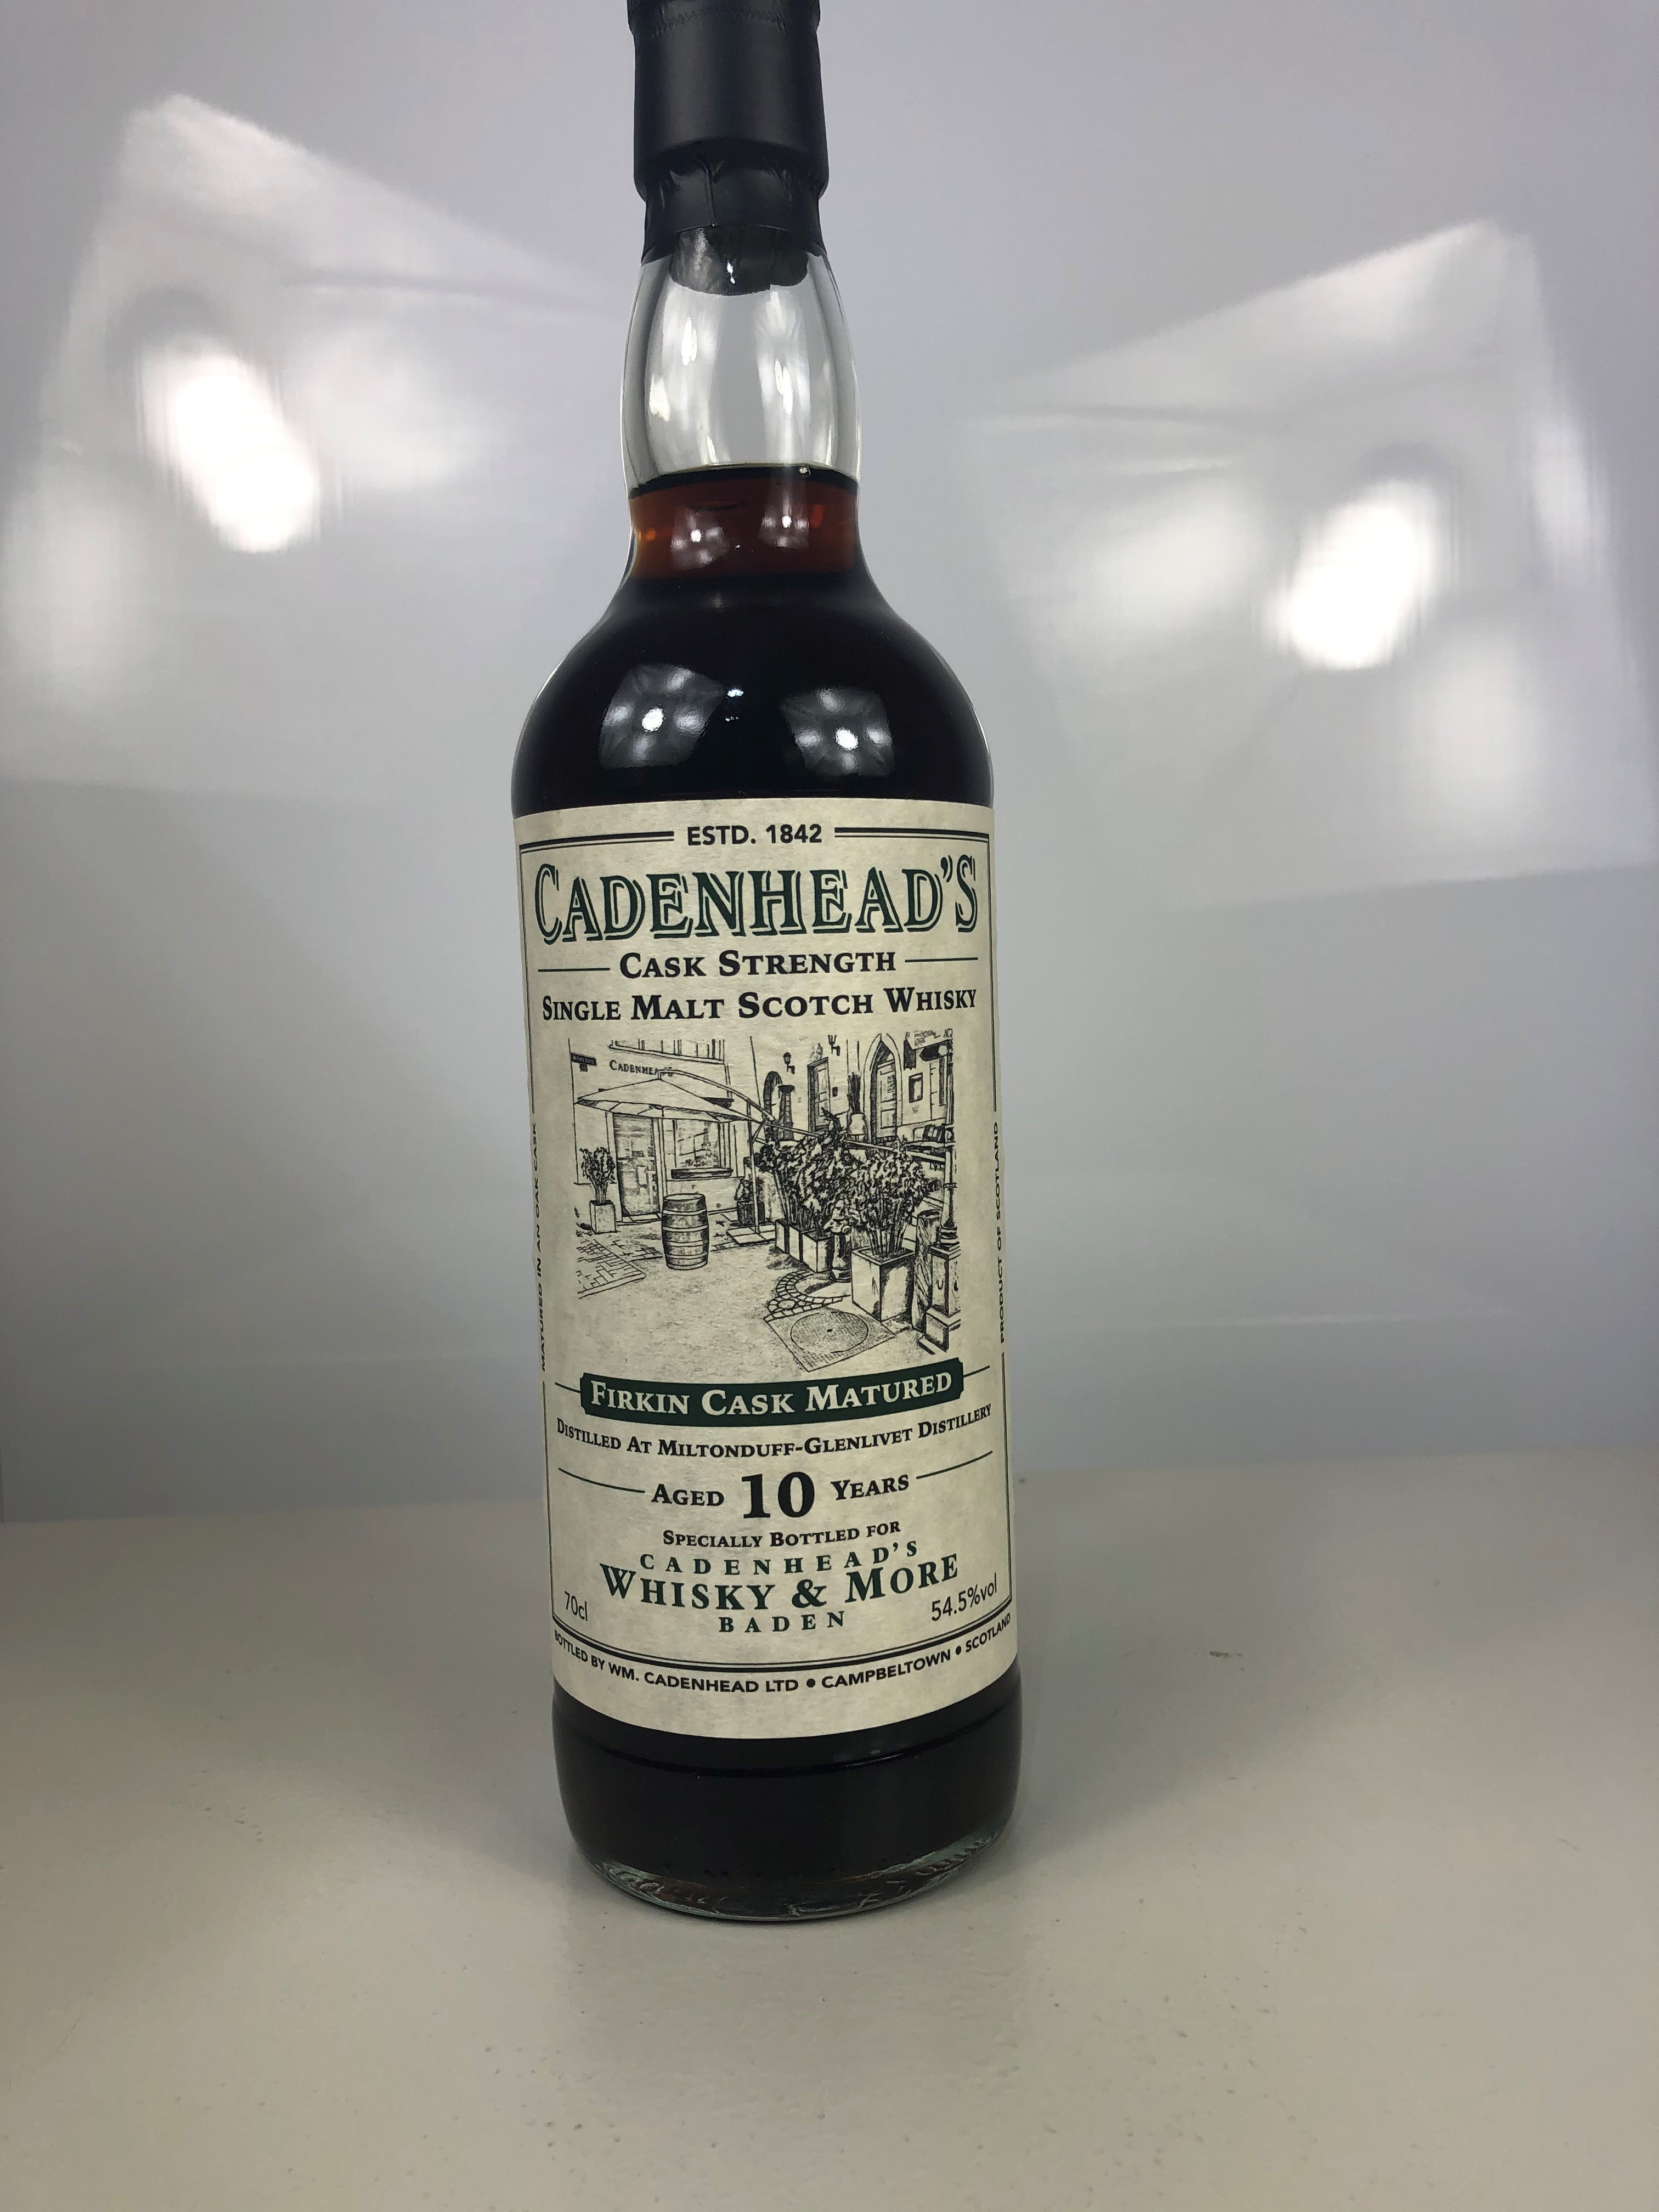 ESTD. 1842
CADENHEAD'S
CASK STRENGTH
SINGLE MALT SCOTCH WHISKY
CADENHEA
MATURED IN AN OAK CASK
PRODUCT OF SCOTLAND
FIRKIN CASK MATURED
DISTILLED AT MILTONDUFF-GLENLIVET DISTILLERY
AGED 10 YEARS
SPECIALLY BOTTLED FOR
CADENHEAD'S
WHISKY & MORE
BADEN
70cl
54.5%vol
BOTTLED BY WM. CADENHEAD LTD • CAMPBELTOWN • SCOTLAND